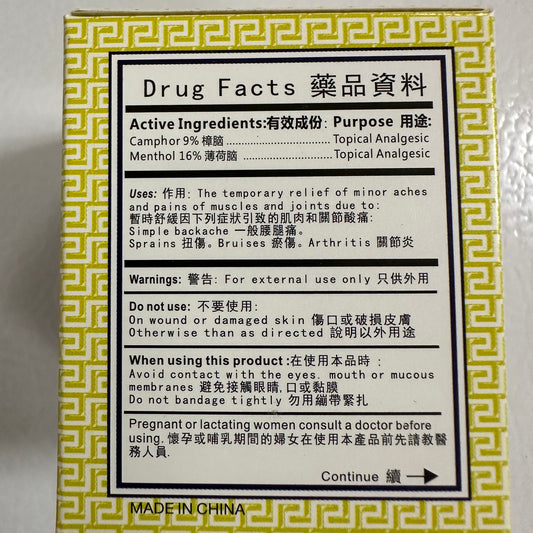 Drug Facts 藥品資料
Active Ingredients:有效成份: Purpose 用途:
Camphor 9% 樟脑 ........................... Topical Analgesic
Menthol 16% 薄荷脑 ........................ Topical Analgesic
Uses: 作用: The temporary relief of minor aches
and pains of muscles and joints due to:
暫時舒緩因下列症狀引致的肌肉和關節酸痛:
Simple backache 一般腰腿痛。
Sprains 扭傷。Bruises 瘀傷。Arthritis 關節炎
Warnings: 警告: For external use only 只供外用
Do not use: 不要使用:
On wound or damaged skin 傷口或破損皮膚
Otherwise than as directed 說明以外用途
When using this product :在使用本品時 :
Avoid contact with the eyes. mouth or mucous
membranes 避免接觸眼睛,口或黏膜
Do not bandage tightly 勿用繃帶緊扎
Pregnant or lactating women consult a doctor before
using. 懷孕或哺乳期間的婦女在使用本產品前先請教醫
務人員.
Continue 續 →
MADE IN CHINA